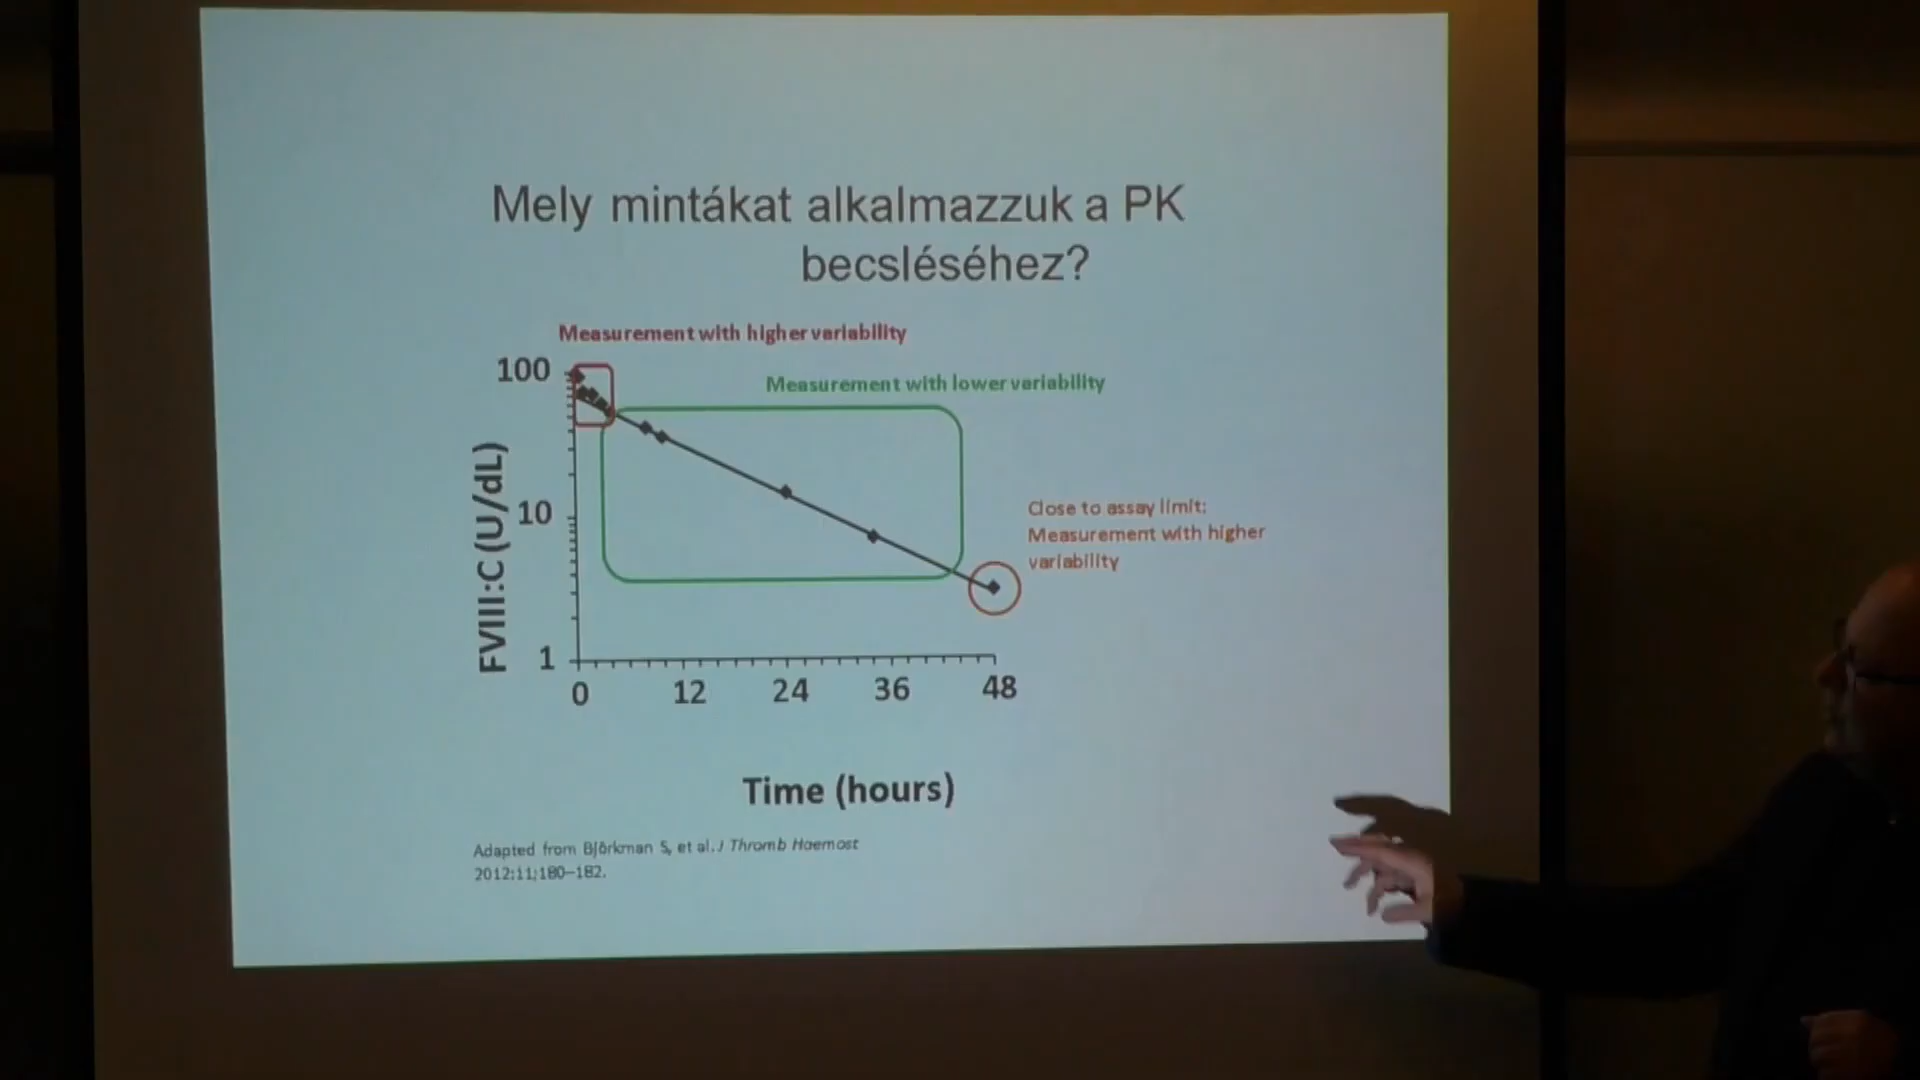 Mely mintákat alkalmazzuk a PK
becsléséhez?
Measurement with higher variability
Measurement with lower variability
100
10
1
FVIII:C (U/dL)
Close to assay limit:
Measurement with higher
variability
0 12 24 36 48
Time (hours)
Adapted from Björkman S, et al. J Thromb Haemost
2012:11;180–182.